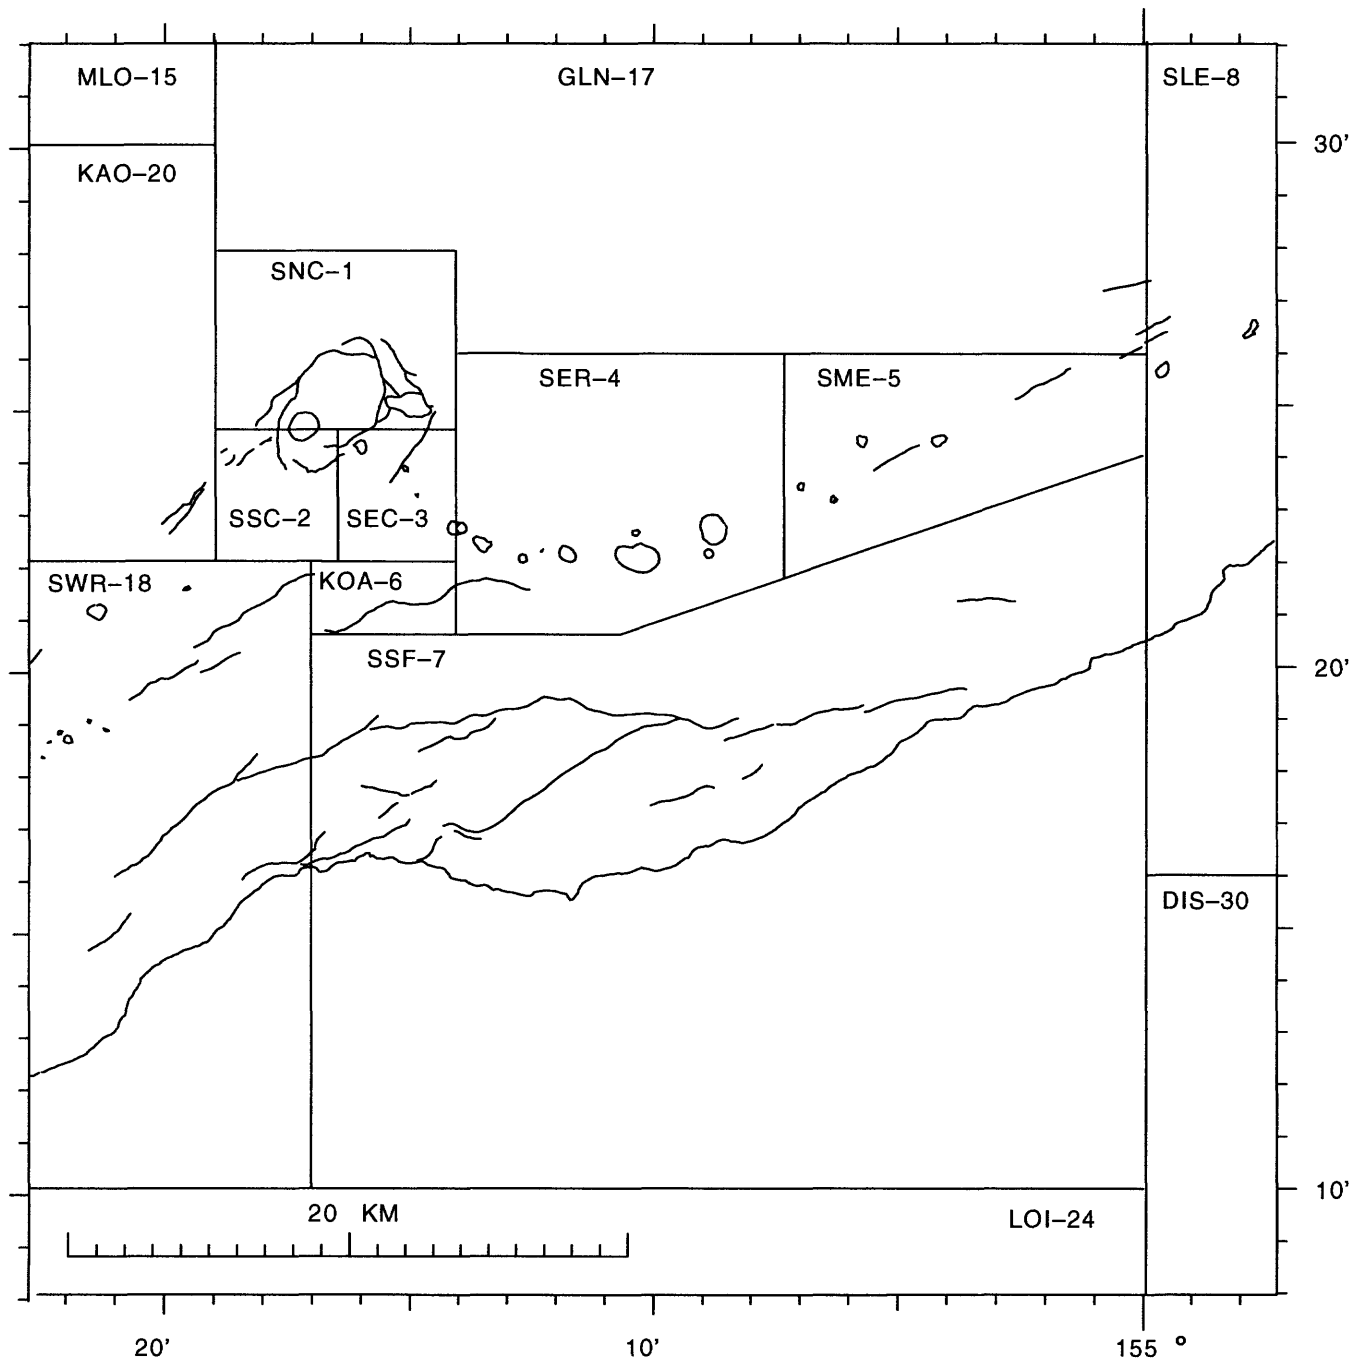 MLO–15
GLN–17
SLE–8
30'
KAO–20
SNC–1
SER–4
SME–5
SSC–2
SEC–3
SWR–18
KOA–6
SSF–7
20'
DIS–30
10'
20 KM
LOI–24
20'
10'
155 °